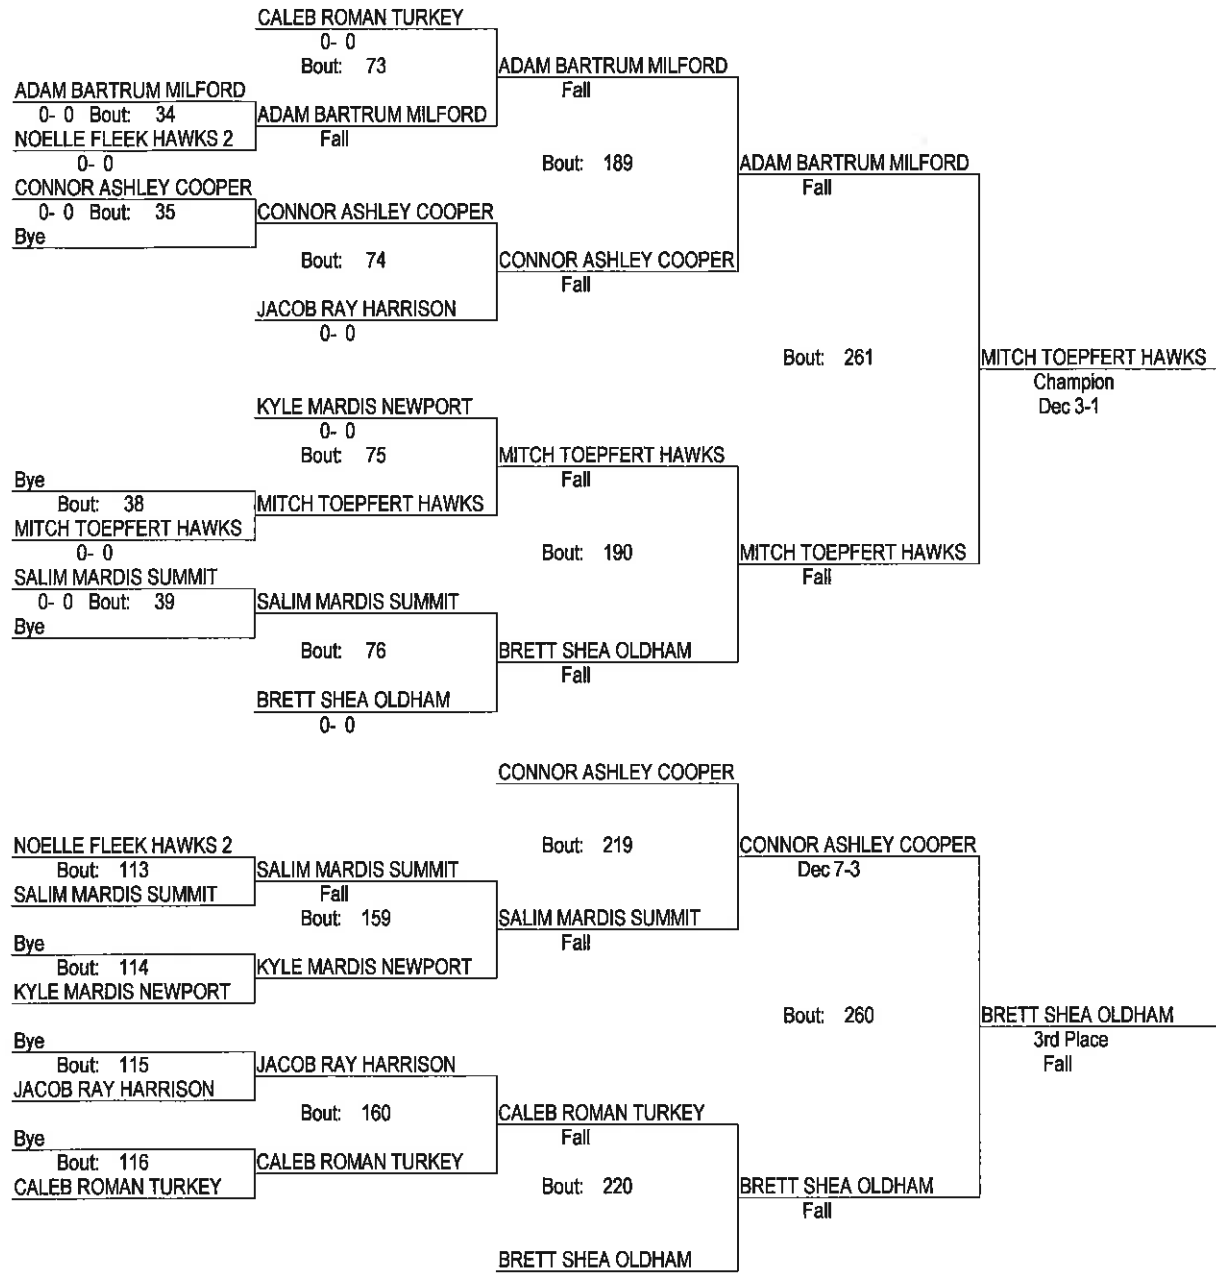 CALEB ROMAN TURKEY
0- 0
Bout: 73
ADAM BARTRUM MILFORD
Fall
ADAM BARTRUM MILFORD
0- 0 Bout: 34
ADAM BARTRUM MILFORD
Fall
NOELLE FLEEK HAWKS 2
0- 0
Bout: 189
ADAM BARTRUM MILFORD
Fall
CONNOR ASHLEY COOPER
0- 0 Bout: 35
CONNOR ASHLEY COOPER
Bye
Bout: 74
CONNOR ASHLEY COOPER
Fall
JACOB RAY HARRISON
0- 0
Bout: 261
MITCH TOEPFERT HAWKS
Champion
Dec 3-1
KYLE MARDIS NEWPORT
0- 0
Bout: 75
MITCH TOEPFERT HAWKS
Fall
Bye
Bout: 38
MITCH TOEPFERT HAWKS
MITCH TOEPFERT HAWKS
0- 0
Bout: 190
MITCH TOEPFERT HAWKS
Fall
SALIM MARDIS SUMMIT
0- 0 Bout: 39
SALIM MARDIS SUMMIT
Bye
Bout: 76
BRETT SHEA OLDHAM
Fall
BRETT SHEA OLDHAM
0- 0
CONNOR ASHLEY COOPER
NOELLE FLEEK HAWKS 2
Bout: 113
SALIM MARDIS SUMMIT
Fall
SALIM MARDIS SUMMIT
Bout: 219
CONNOR ASHLEY COOPER
Dec 7-3
Bout: 159
SALIM MARDIS SUMMIT
Fall
Bye
Bout: 114
KYLE MARDIS NEWPORT
KYLE MARDIS NEWPORT
Bout: 260
BRETT SHEA OLDHAM
3rd Place
Fall
Bye
Bout: 115
JACOB RAY HARRISON
JACOB RAY HARRISON
Bout: 160
CALEB ROMAN TURKEY
Fall
Bye
Bout: 116
CALEB ROMAN TURKEY
CALEB ROMAN TURKEY
Bout: 220
BRETT SHEA OLDHAM
Fall
BRETT SHEA OLDHAM